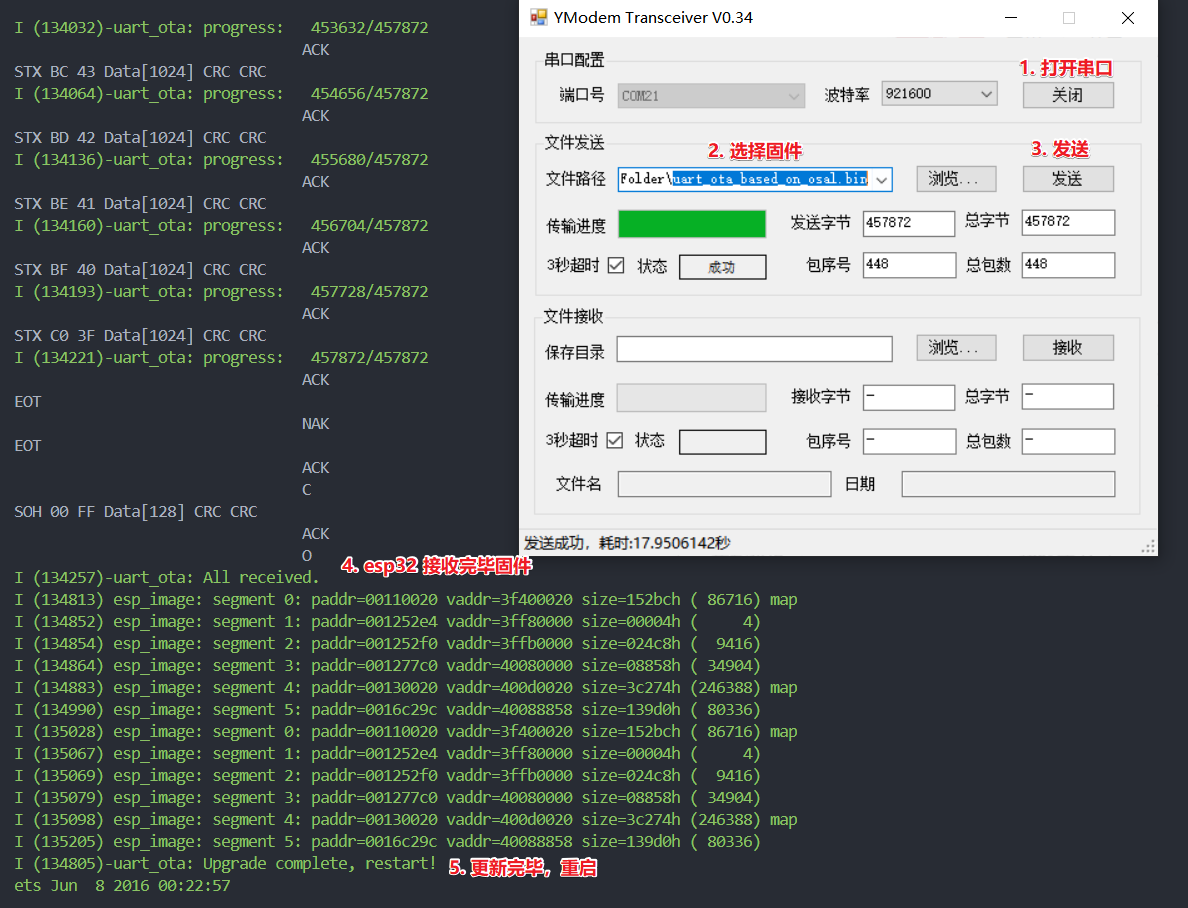 I (134032)-uart_ota: progress:   453632/457872
ACK
STX BC 43 Data[1024] CRC CRC
I (134064)-uart_ota: progress:   454656/457872
ACK
STX BD 42 Data[1024] CRC CRC
I (134136)-uart_ota: progress:   455680/457872
ACK
STX BE 41 Data[1024] CRC CRC
I (134160)-uart_ota: progress:   456704/457872
ACK
STX BF 40 Data[1024] CRC CRC
I (134193)-uart_ota: progress:   457728/457872
ACK
STX C0 3F Data[1024] CRC CRC
I (134221)-uart_ota: progress:   457872/457872
ACK
EOT
NAK
EOT
ACK
C
SOH 00 FF Data[128] CRC CRC
ACK
O
4. esp32 接收完毕固件
I (134257)-uart_ota: All received.
I (134813) esp_image: segment 0: paddr=00110020 vaddr=3f400020 size=152bch ( 86716) map
I (134852) esp_image: segment 1: paddr=001252e4 vaddr=3ff80000 size=00004h (     4)
I (134854) esp_image: segment 2: paddr=001252f0 vaddr=3ffb0000 size=024c8h (  9416)
I (134864) esp_image: segment 3: paddr=001277c0 vaddr=40080000 size=08858h ( 34904)
I (134883) esp_image: segment 4: paddr=00130020 vaddr=400d0020 size=3c274h (246388) map
I (134990) esp_image: segment 5: paddr=0016c29c vaddr=40088858 size=139d0h ( 80336)
I (135028) esp_image: segment 0: paddr=00110020 vaddr=3f400020 size=152bch ( 86716) map
I (135067) esp_image: segment 1: paddr=001252e4 vaddr=3ff80000 size=00004h (     4)
I (135069) esp_image: segment 2: paddr=001252f0 vaddr=3ffb0000 size=024c8h (  9416)
I (135079) esp_image: segment 3: paddr=001277c0 vaddr=40080000 size=08858h ( 34904)
I (135098) esp_image: segment 4: paddr=00130020 vaddr=400d0020 size=3c274h (246388) map
I (135205) esp_image: segment 5: paddr=0016c29c vaddr=40088858 size=139d0h ( 80336)
I (134805)-uart_ota: Upgrade complete, restart! 5. 更新完毕，重启
ets Jun  8 2016 00:22:57
YModem Transceiver V0.34
串口配置
1. 打开串口
端口号 COM21 波特率 921600 关闭
文件发送
2. 选择固件 3. 发送
文件路径 Folder\uart_ota_based_on_osal.bin 浏览... 发送
传输进度 发送字节 457872 总字节 457872
3秒超时 状态 成功 包序号 448 总包数 448
文件接收
保存目录 浏览... 接收
传输进度 接收字节 - 总字节 -
3秒超时 状态 包序号 - 总包数 -
文件名 日期
发送成功，耗时:17.9506142秒